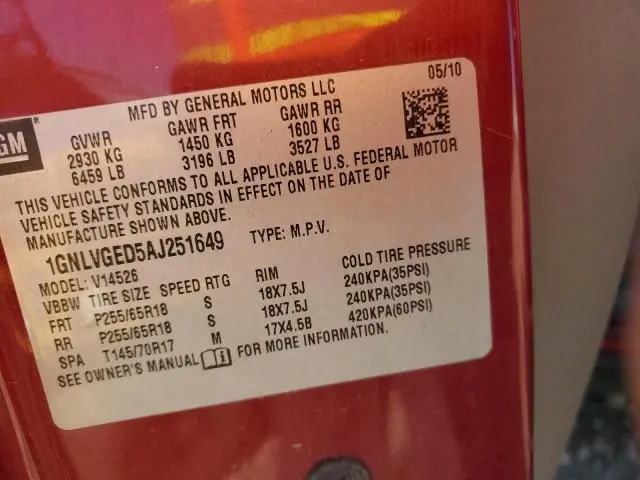 GM®
MFD BY GENERAL MOTORS LLC
05/10
GVWR GAWR FRT GAWR RR
2930 KG 1450 KG 1600 KG
6459 LB 3196 LB 3527 LB
THIS VEHICLE CONFORMS TO ALL APPLICABLE U.S. FEDERAL MOTOR
VEHICLE SAFETY STANDARDS IN EFFECT ON THE DATE OF
MANUFACTURE SHOWN ABOVE.
1GNLVGED5AJ251649 TYPE: M.P.V.
MODEL: V14526
VBBW TIRE SIZE SPEED RTG RIM COLD TIRE PRESSURE
FRT P255/65R18 S 18X7.5J 240KPA(35PSI)
RR P255/65R18 S 18X7.5J 240KPA(35PSI)
SPA T145/70R17 M 17X4.5B 420KPA(60PSI)
SEE OWNER'S MANUAL FOR MORE INFORMATION.